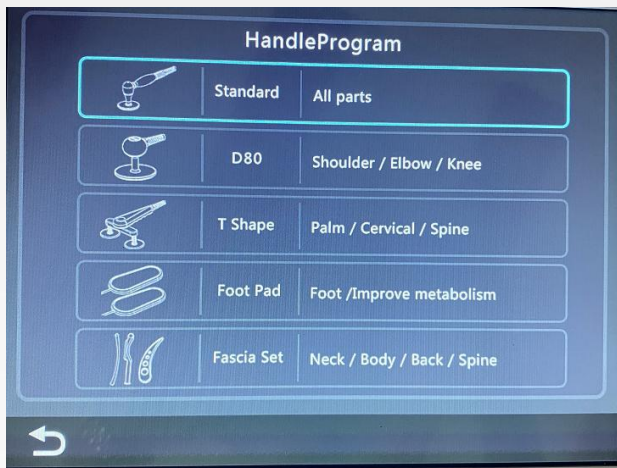 HandleProgram
Standard All parts
D80 Shoulder / Elbow / Knee
T Shape Palm / Cervical / Spine
Foot Pad Foot /Improve metabolism
Fascia Set Neck / Body / Back / Spine